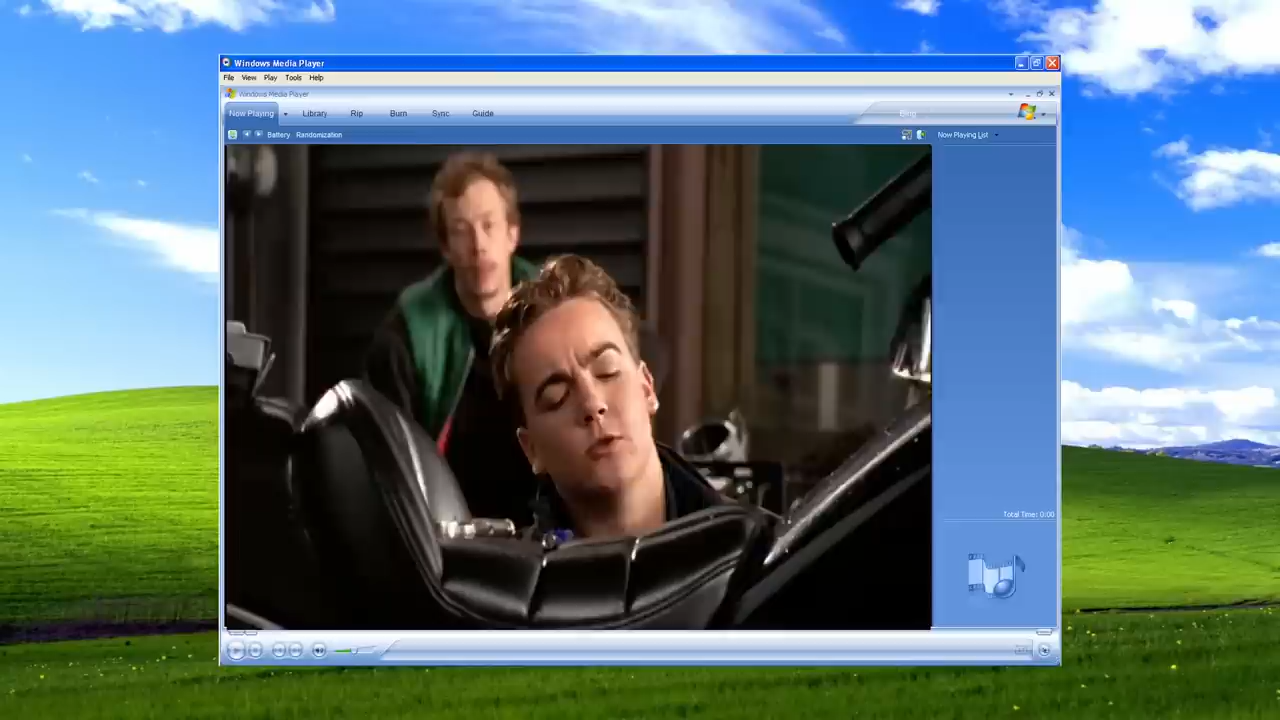 Windows Media Player
File View Play Tools Help
Windows Media Player
Now Playing Library Rip Burn Sync Guide Bing
Battery Randomization Now Playing List
Total Time: 0:00